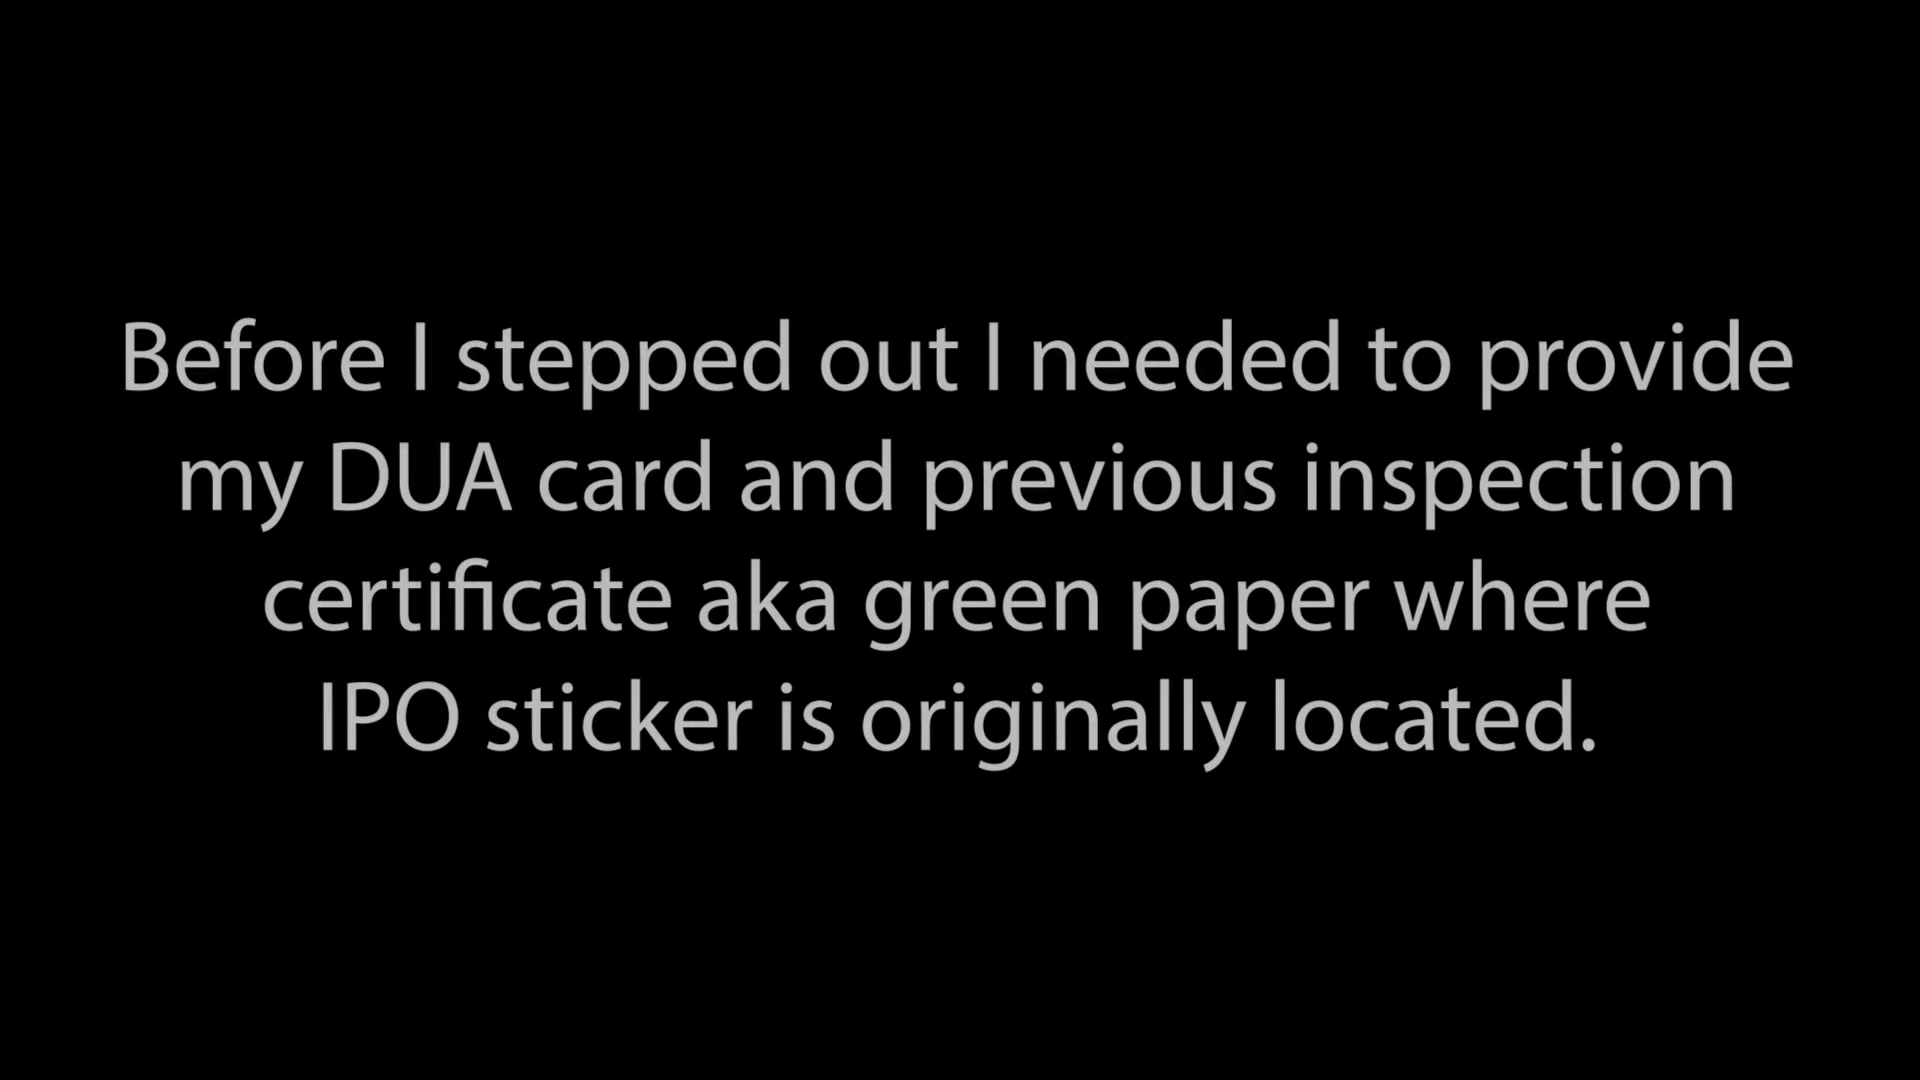 Before I stepped out I needed to provide
my DUA card and previous inspection
certificate aka green paper where
IPO sticker is originally located.